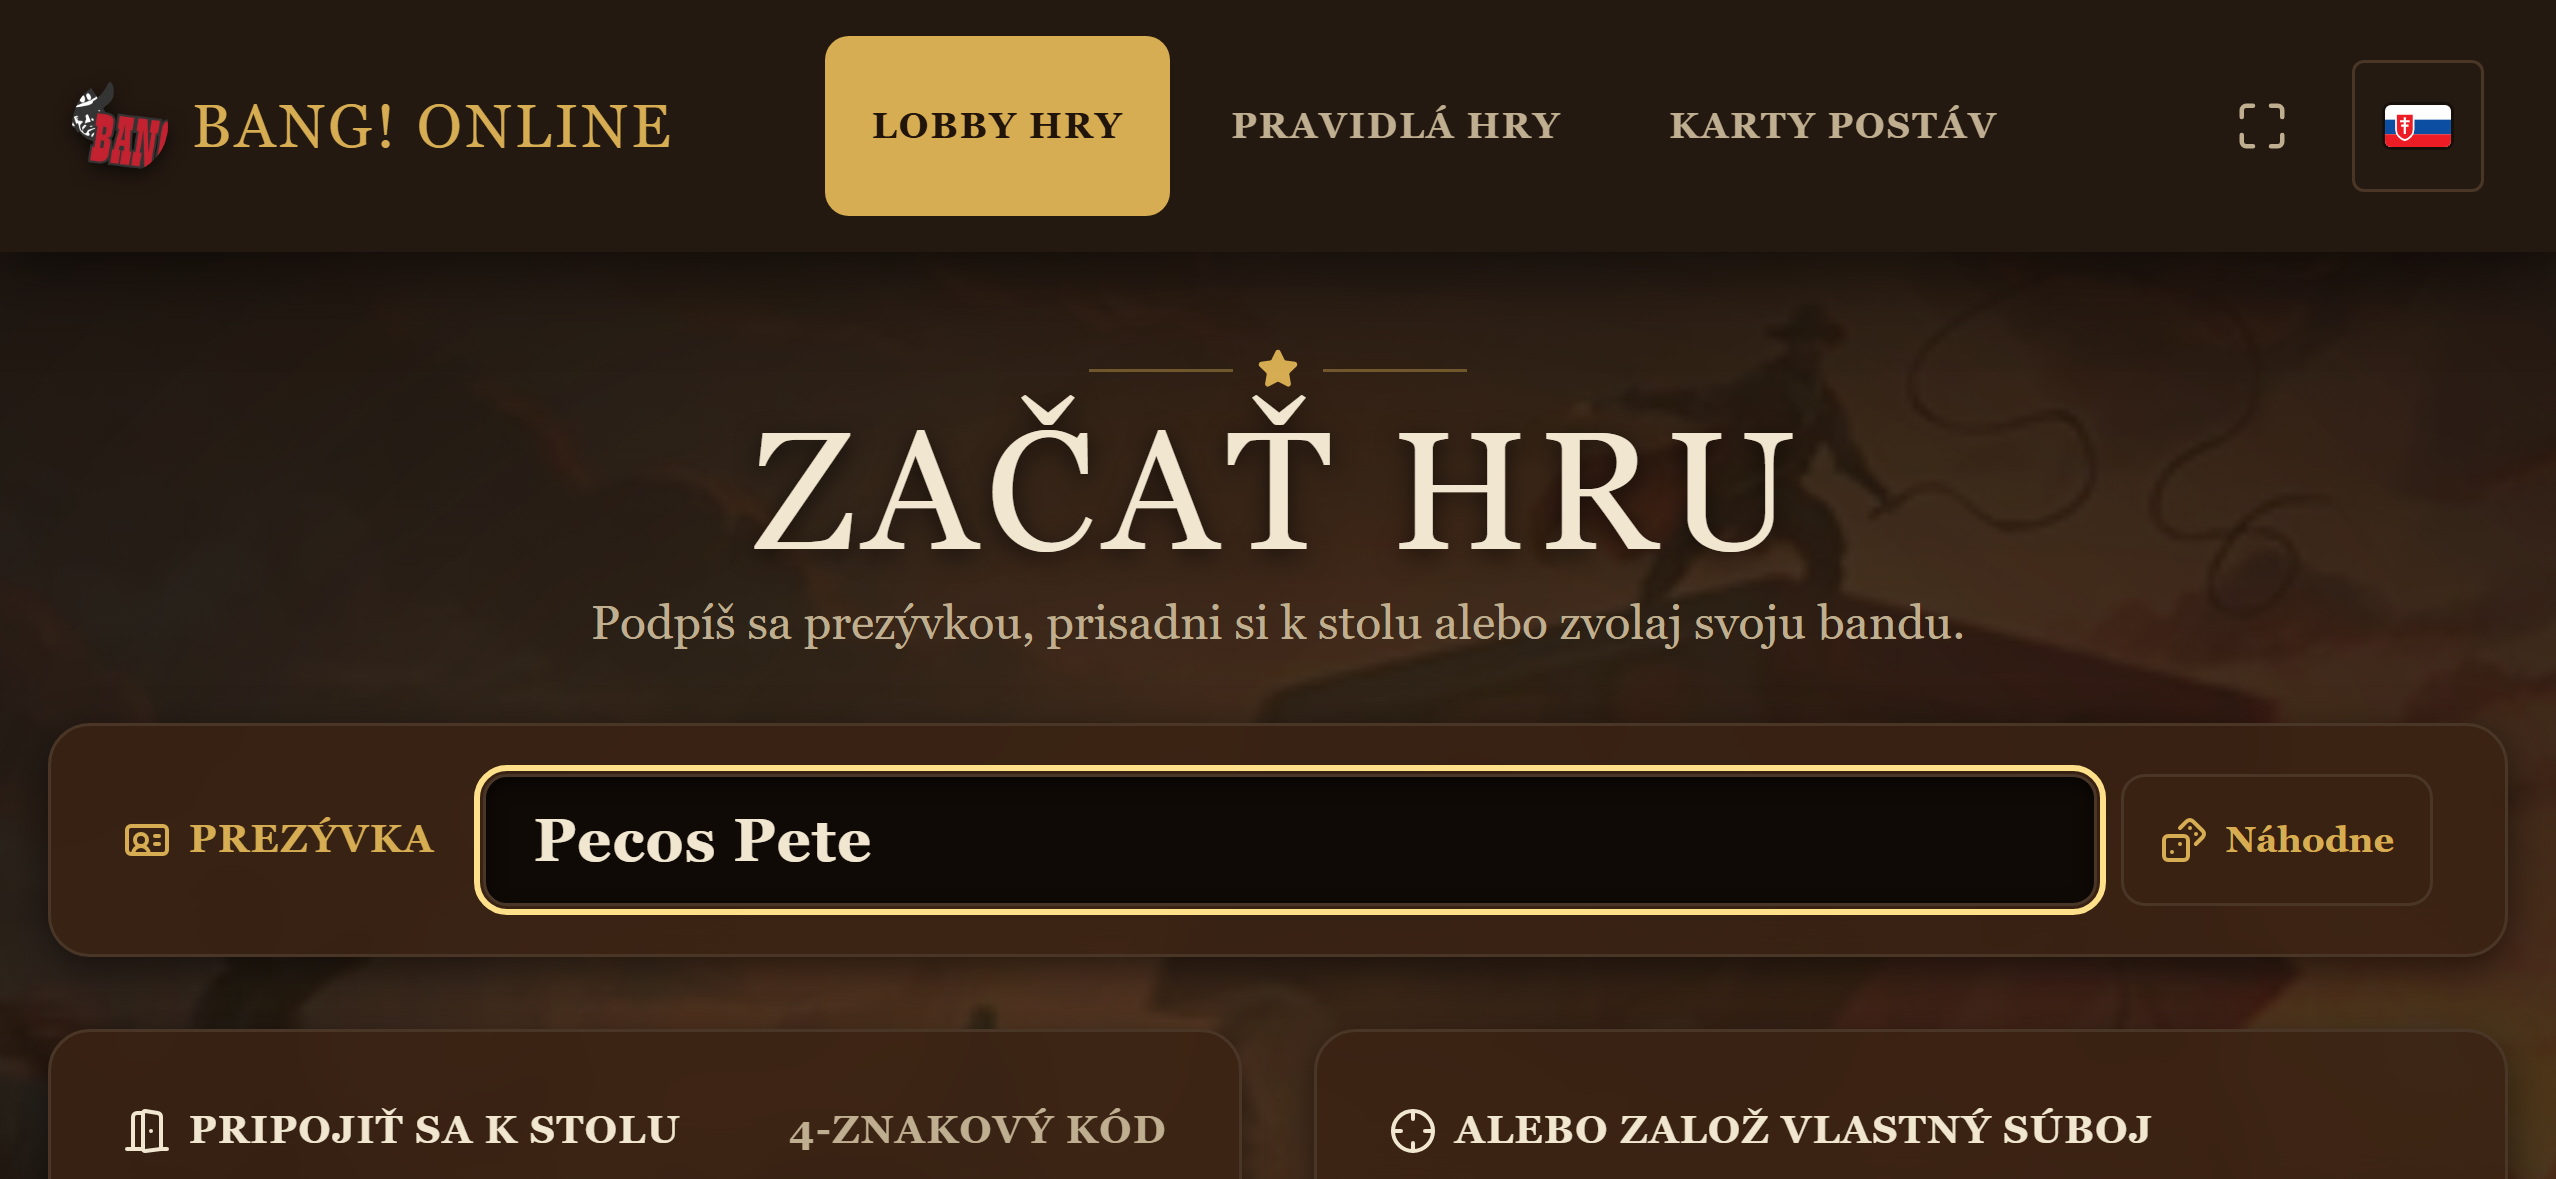 BANG! ONLINE
LOBBY HRY
PRAVIDLÁ HRY
KARTY POSTÁV
ZAČAŤ HRU
Podpíš sa prezývkou, prisadni si k stolu alebo zvolaj svoju bandu.
PREZÝVKA
Pecos Pete
Náhodne
PRIPOJIŤ SA K STOLU
4-ZNAKOVÝ KÓD
ALEBO ZALOŽ VLASTNÝ SÚBOJ